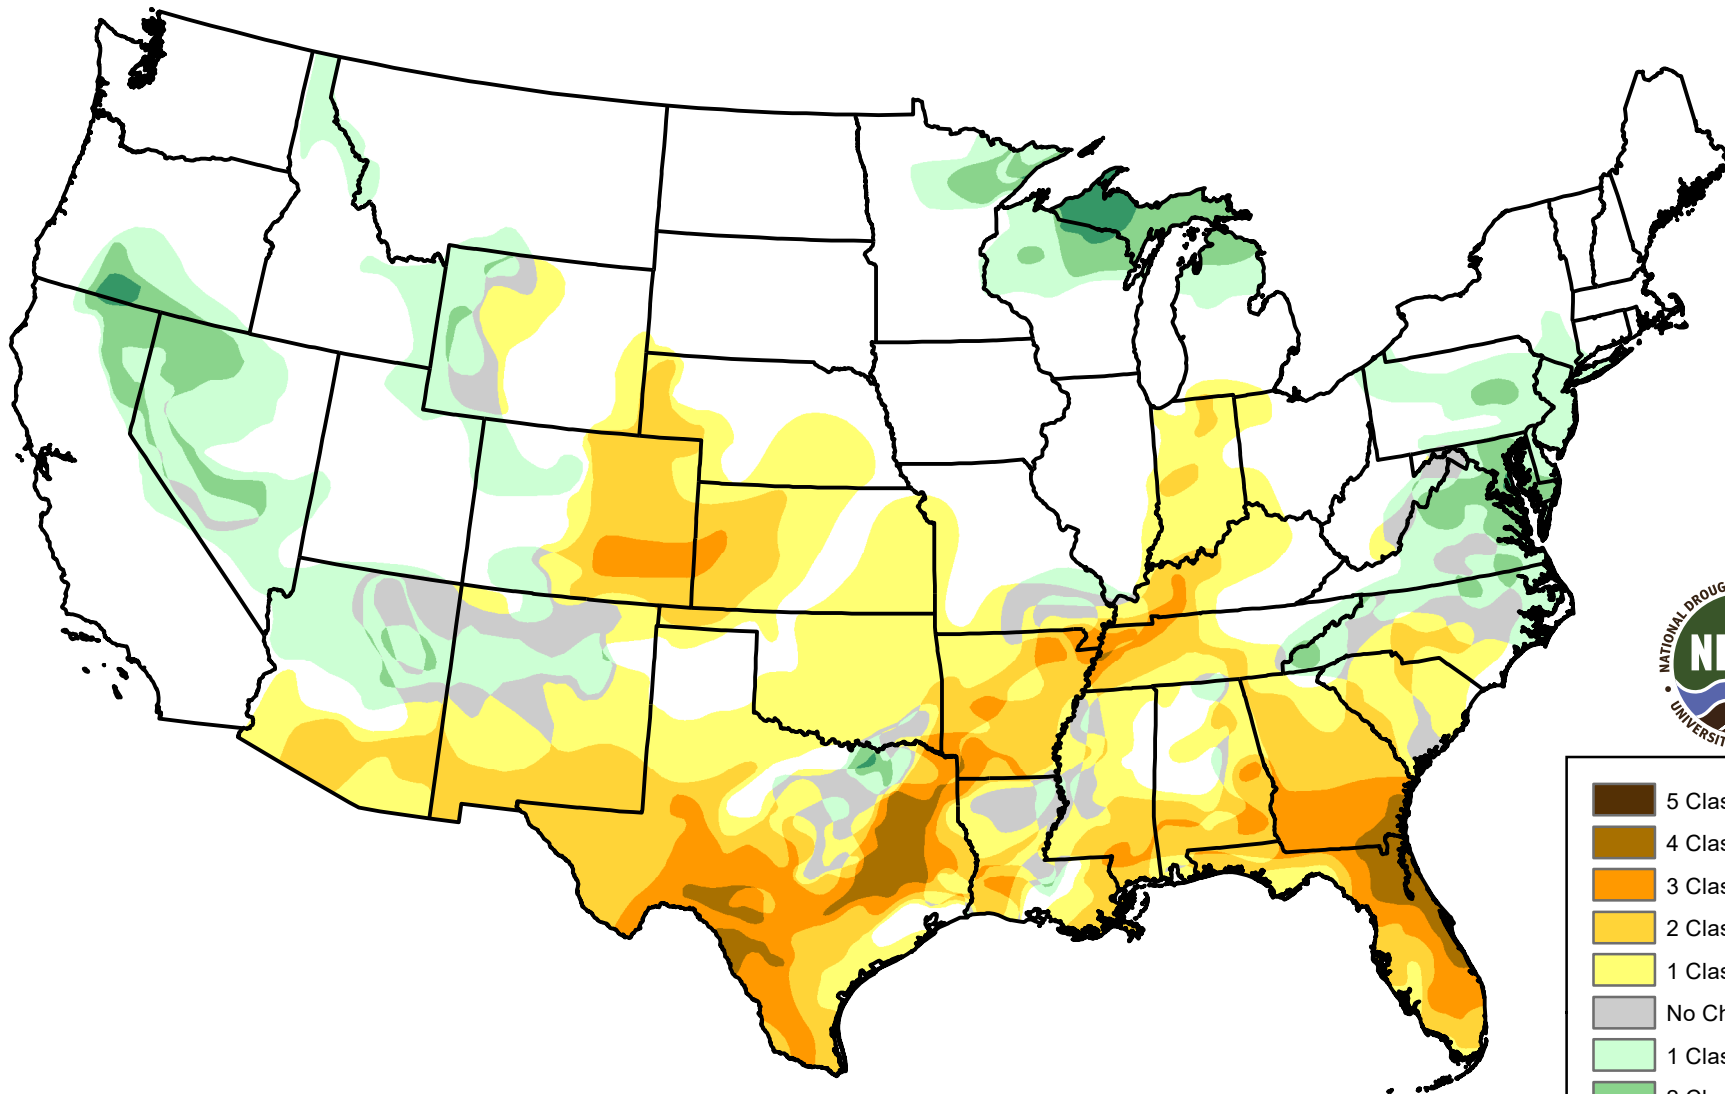 NATIONAL DROUG
UNIVERSIT
5 Clas
4 Clas
3 Clas
2 Clas
1 Clas
No Ch
1 Clas